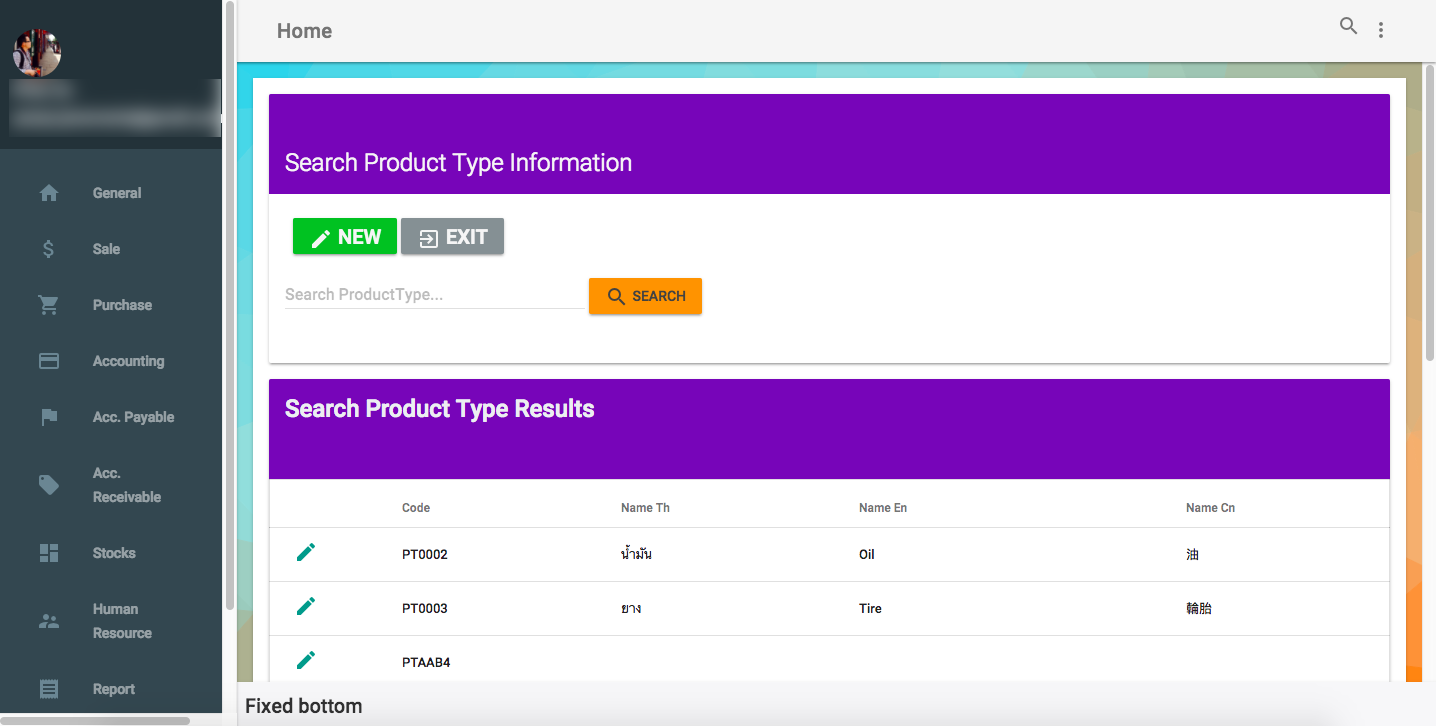 Home
General
Sale
Purchase
Accounting
Acc. Payable
Acc.
Receivable
Stocks
Human
Resource
Report
Search Product Type Information
NEW EXIT
Search ProductType... SEARCH
Search Product Type Results
Code Name Th Name En Name Cn
PT0002 น้ำมัน Oil 油
PT0003 ยาง Tire 輪胎
PTAAB4
Fixed bottom